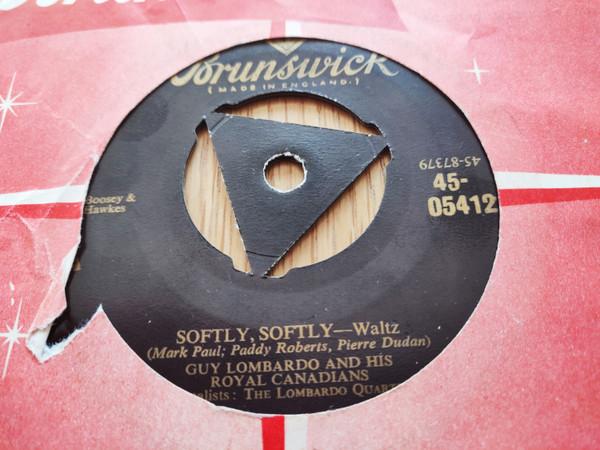 Brunswick
(MADE IN ENGLAND.)
45-87379
45-
05412
Boosey &
Hawkes
SOFTLY, SOFTLY—Waltz
(Mark Paul; Paddy Roberts, Pierre Dudan)
GUY LOMBARDO AND HIS
ROYAL CANADIANS
alists: THE LOMBARDO QUART